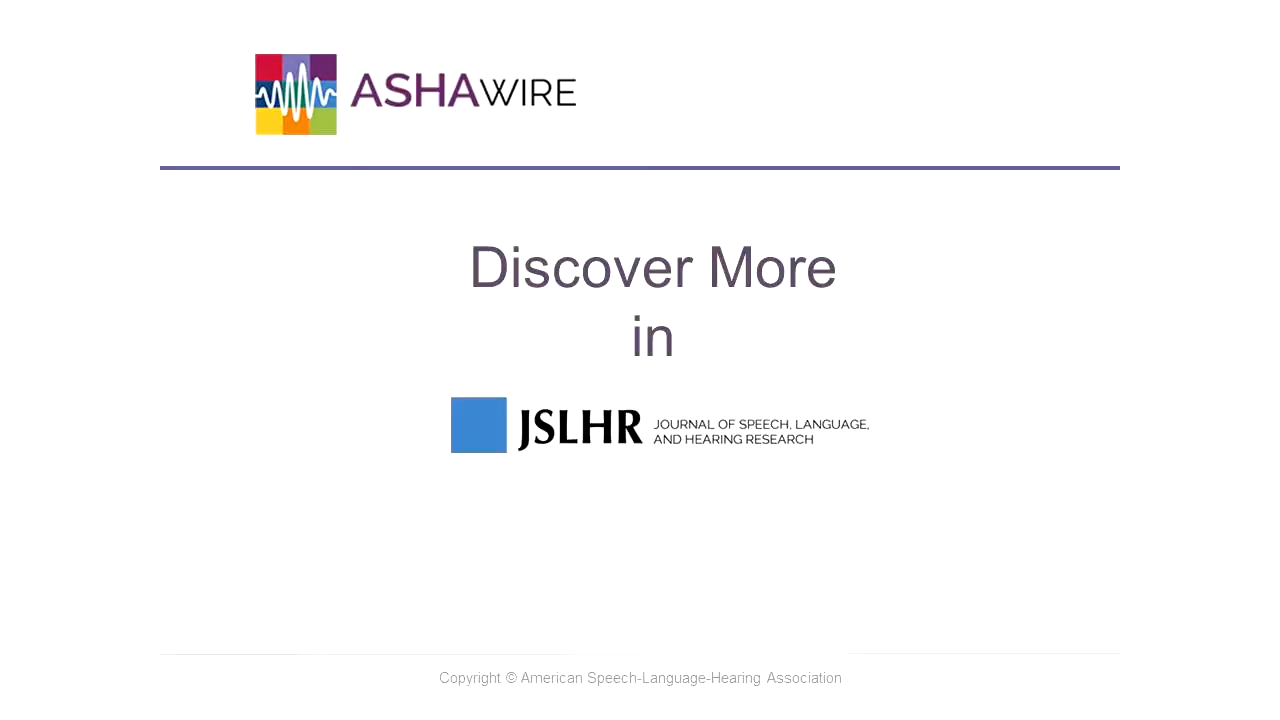 ASHAWIRE
Discover More
in
JSLHR
JOURNAL OF SPEECH, LANGUAGE,
AND HEARING RESEARCH
Copyright © American Speech-Language-Hearing Association